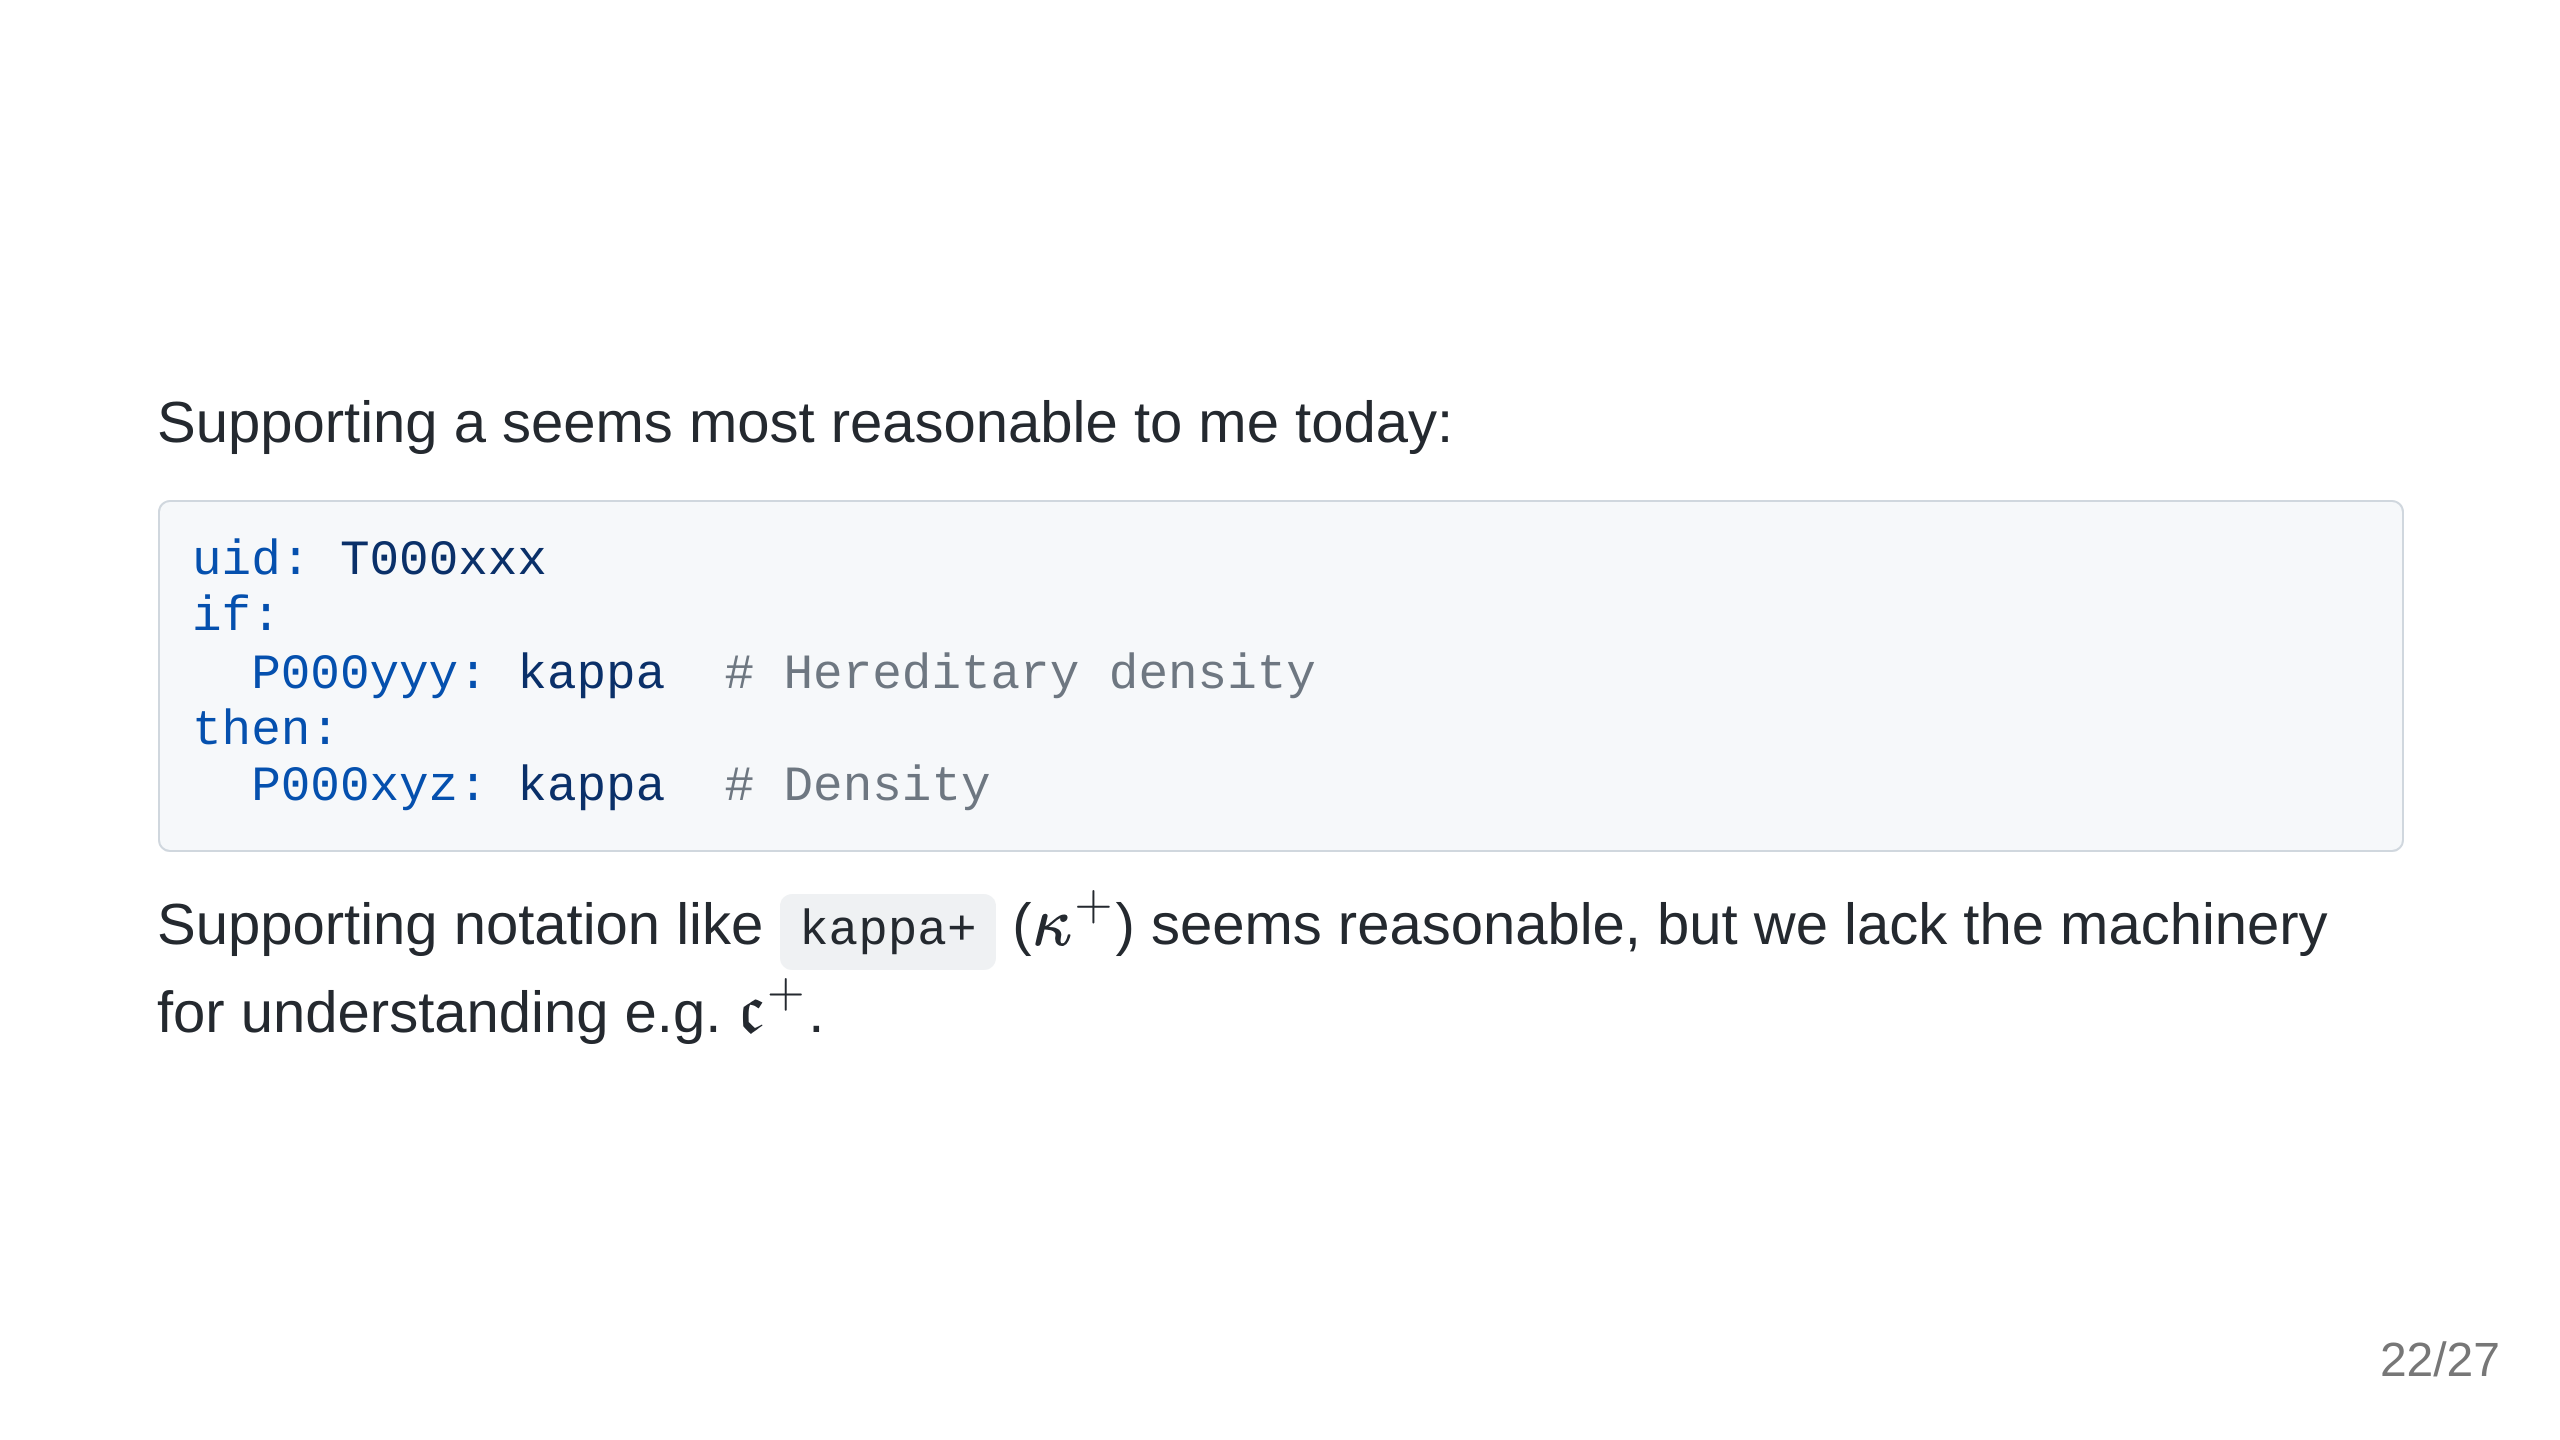 Supporting a seems most reasonable to me today:
uid: T000xxx
if:
  P000yyy: kappa  # Hereditary density
then:
  P000xyz: kappa  # Density
Supporting notation like kappa+ (κ⁺) seems reasonable, but we lack the machinery
for understanding e.g. 𝔠⁺.
22/27